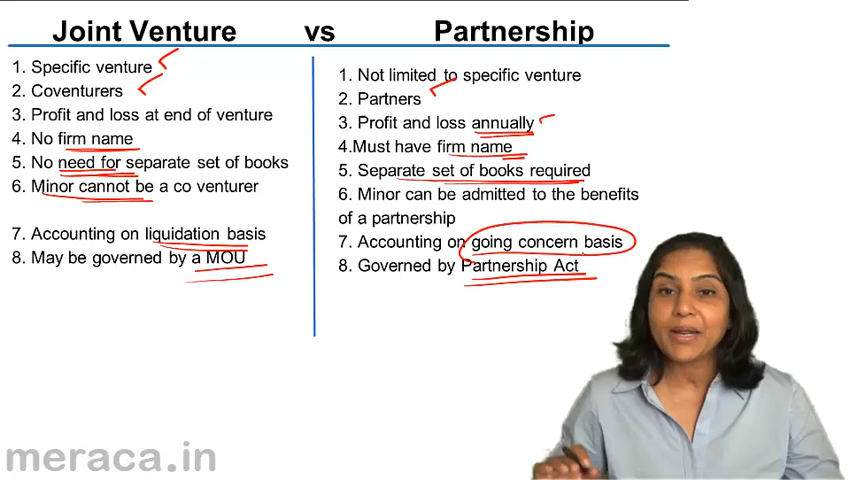 Joint Venture vs Partnership
1. Specific venture
2. Coventurers
3. Profit and loss at end of venture
4. No firm name
5. No need for separate set of books
6. Minor cannot be a co venturer
7. Accounting on liquidation basis
8. May be governed by a MOU
1. Not limited to specific venture
2. Partners
3. Profit and loss annually
4.Must have firm name
5. Separate set of books required
6. Minor can be admitted to the benefits
of a partnership
7. Accounting on going concern basis
8. Governed by Partnership Act
meraca.in